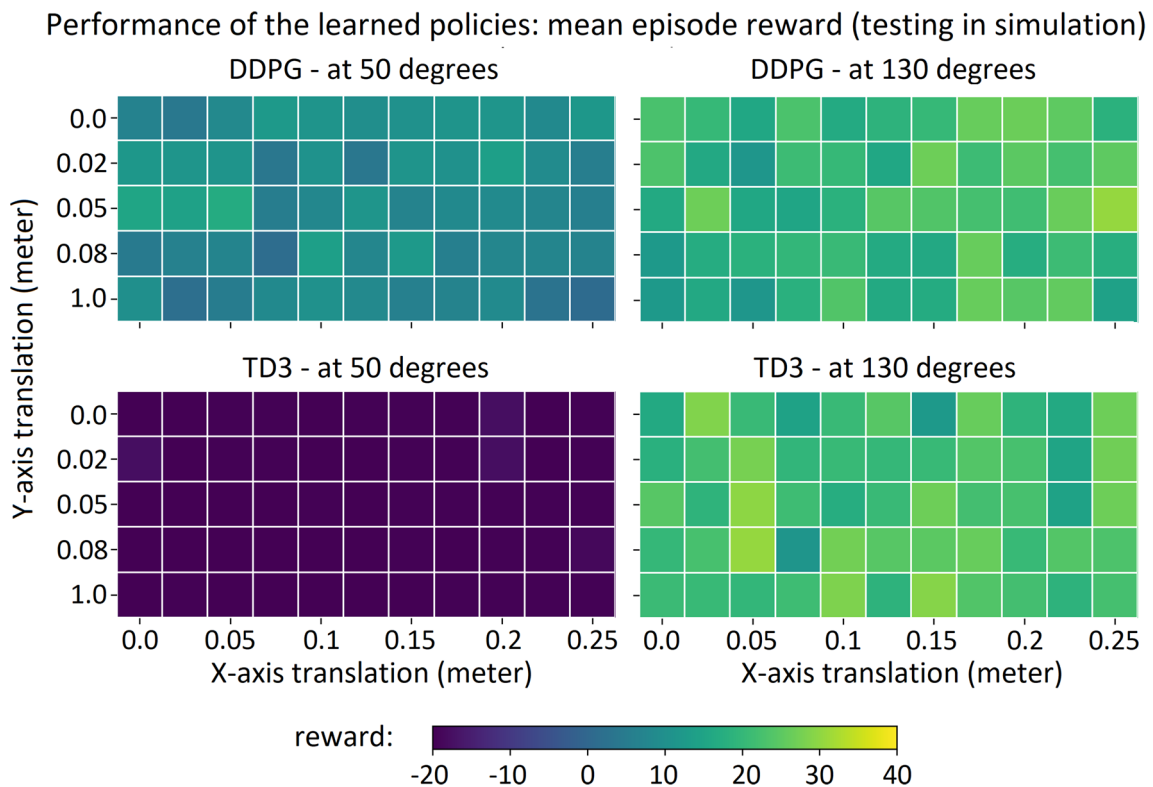 Performance of the learned policies: mean episode reward (testing in simulation)
DDPG - at 50 degrees
DDPG - at 130 degrees
0.0
0.02
0.05
0.08
1.0
Y-axis translation (meter)
TD3 - at 50 degrees
TD3 - at 130 degrees
0.0
0.02
0.05
0.08
1.0
0.0 0.05 0.1 0.15 0.2 0.25
0.0 0.05 0.1 0.15 0.2 0.25
X-axis translation (meter)
X-axis translation (meter)
reward:
-20 -10 0 10 20 30 40